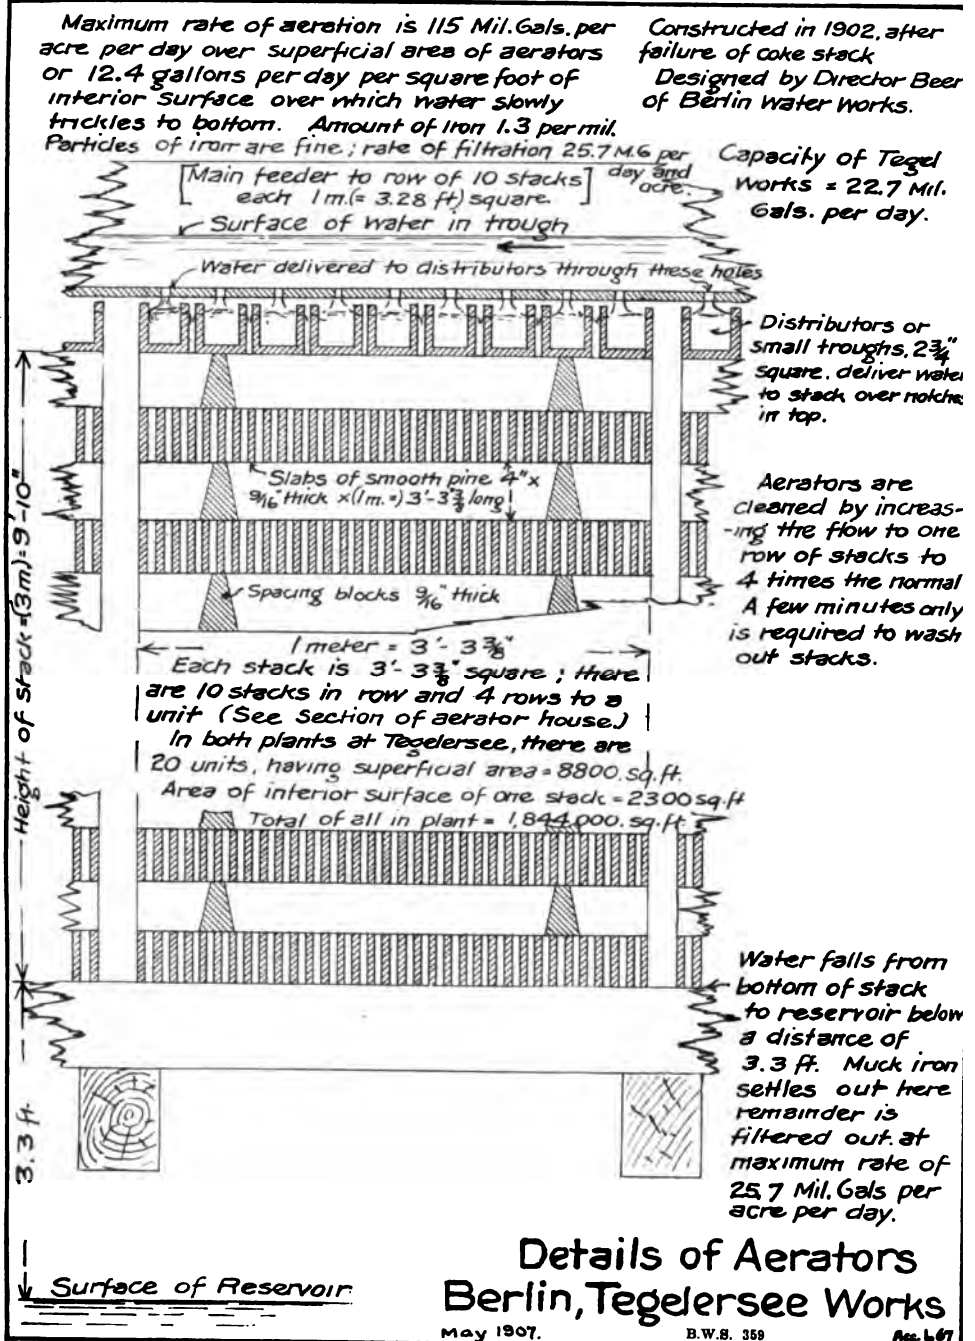 Maximum rate of aeration is 115 Mil. Gals. per
acre per day over superficial area of aerators
or 12.4 gallons per day per square foot of
interior surface over which water slowly
trickles to bottom. Amount of Iron 1.3 per mil.
Particles of iron are fine; rate of filtration 25.7 M.G per
day and
acre.
Constructed in 1902, after
failure of coke stack
Designed by Director Beer
of Berlin Water Works.
Capacity of Tegel
Works = 22.7 Mil.
Gals. per day.
[Main feeder to row of 10 stacks
each 1 m. (= 3.28 ft) square.]
Surface of water in trough
Water delivered to distributors through these holes
Distributors or
small troughs, 2 3/4"
square, deliver water
to stack over notches
in top.
Slabs of smooth pine 4" x
9/16" thick x (1m. =) 3'-3 3/8" long
Aerators are
cleaned by increas-
-ing the flow to one
row of stacks to
4 times the normal
A few minutes only
is required to wash
out stacks.
Spacing blocks 9/16" thick
Height of stack = (3m) = 9'-10"
1 meter = 3'-3 3/8"
Each stack is 3'-3 3/8" square; there
are 10 stacks in row and 4 rows to a
unit (See section of aerator house.)
In both plants at Tegelersee, there are
20 units, having superficial area = 8800. sq. ft.
Area of interior surface of one stack = 2300 sq. ft
Total of all in plant = 1,844,000. sq. ft.
Water falls from
bottom of stack
to reservoir below
a distance of
3.3 ft. Muck iron
settles out here
remainder is
filtered out at
maximum rate of
25.7 Mil. Gals per
acre per day.
3.3 ft.
Surface of Reservoir
Details of Aerators
Berlin, Tegelersee Works
May 1907.
B.W.S. 359
Acc. L 67